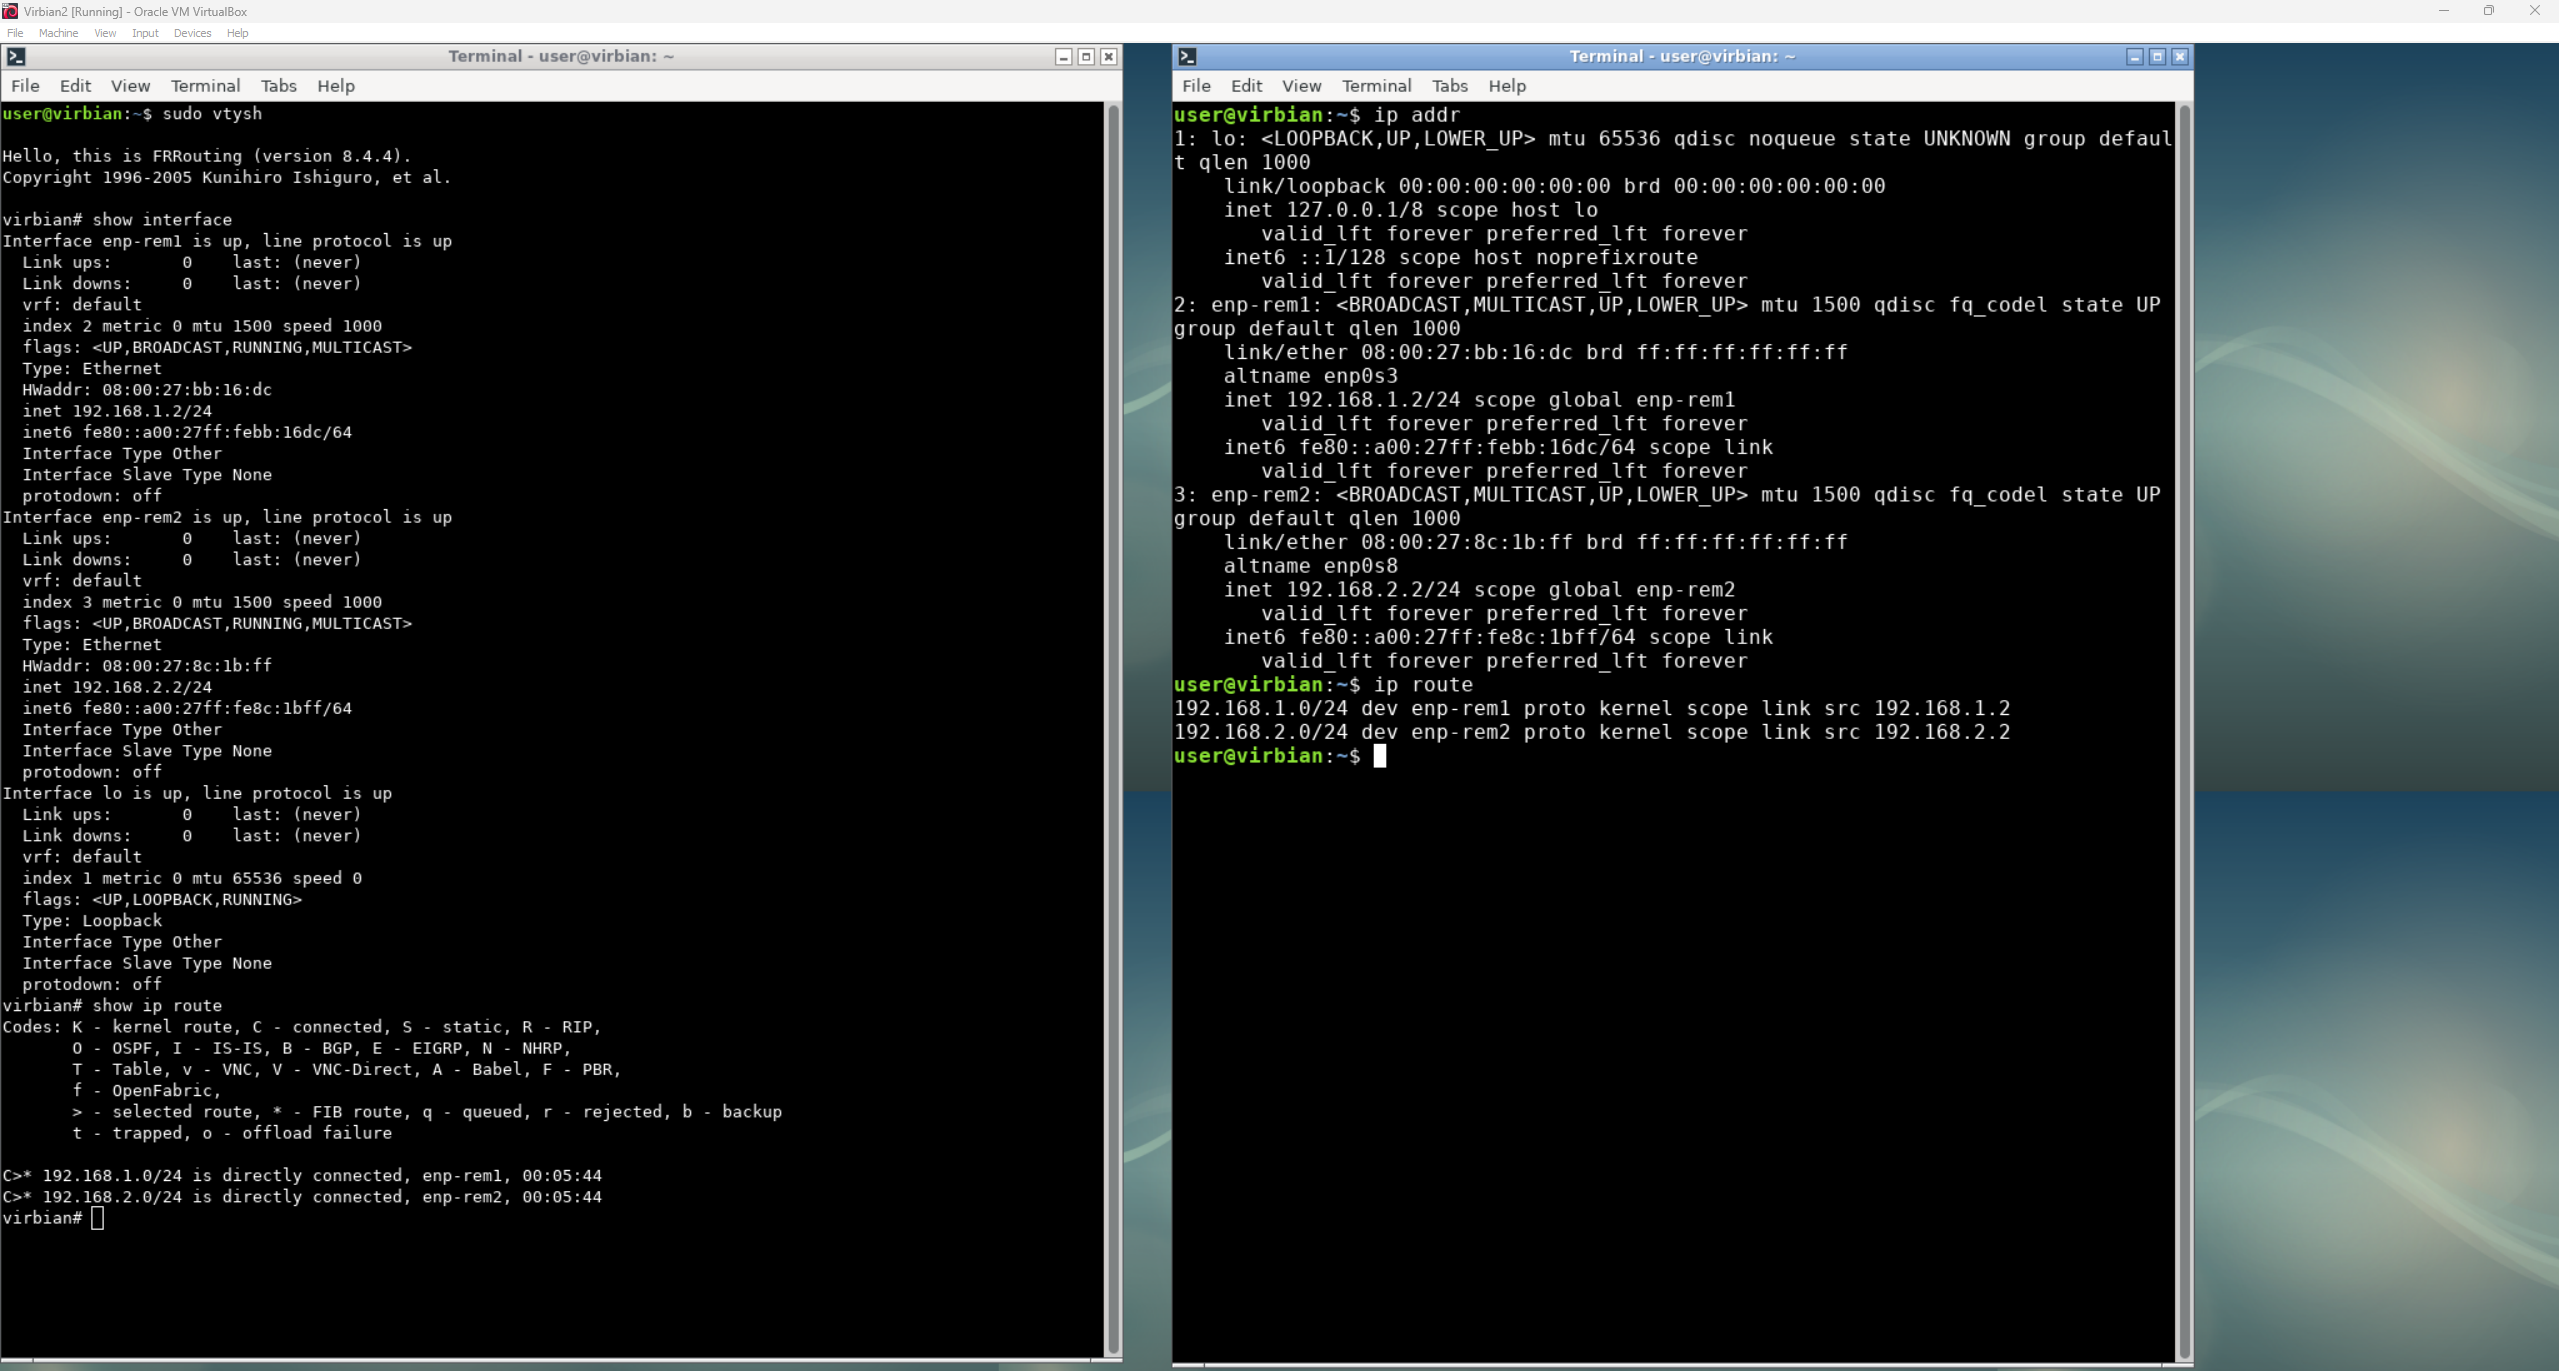 Virbian2 [Running] - Oracle VM VirtualBox
File Machine View Input Devices Help
Terminal - user@virbian: ~
File Edit View Terminal Tabs Help
user@virbian:~$ sudo vtysh
Hello, this is FRRouting (version 8.4.4).
Copyright 1996-2005 Kunihiro Ishiguro, et al.
virbian# show interface
Interface enp-rem1 is up, line protocol is up
Link ups: 0 last: (never)
Link downs: 0 last: (never)
vrf: default
index 2 metric 0 mtu 1500 speed 1000
flags: <UP,BROADCAST,RUNNING,MULTICAST>
Type: Ethernet
HWaddr: 08:00:27:bb:16:dc
inet 192.168.1.2/24
inet6 fe80::a00:27ff:febb:16dc/64
Interface Type Other
Interface Slave Type None
protodown: off
Interface enp-rem2 is up, line protocol is up
Link ups: 0 last: (never)
Link downs: 0 last: (never)
vrf: default
index 3 metric 0 mtu 1500 speed 1000
flags: <UP,BROADCAST,RUNNING,MULTICAST>
Type: Ethernet
HWaddr: 08:00:27:8c:1b:ff
inet 192.168.2.2/24
inet6 fe80::a00:27ff:fe8c:1bff/64
Interface Type Other
Interface Slave Type None
protodown: off
Interface lo is up, line protocol is up
Link ups: 0 last: (never)
Link downs: 0 last: (never)
vrf: default
index 1 metric 0 mtu 65536 speed 0
flags: <UP,LOOPBACK,RUNNING>
Type: Loopback
Interface Type Other
Interface Slave Type None
protodown: off
virbian# show ip route
Codes: K - kernel route, C - connected, S - static, R - RIP,
O - OSPF, I - IS-IS, B - BGP, E - EIGRP, N - NHRP,
T - Table, v - VNC, V - VNC-Direct, A - Babel, F - PBR,
f - OpenFabric,
> - selected route, * - FIB route, q - queued, r - rejected, b - backup
t - trapped, o - offload failure
C>* 192.168.1.0/24 is directly connected, enp-rem1, 00:05:44
C>* 192.168.2.0/24 is directly connected, enp-rem2, 00:05:44
virbian#
Terminal - user@virbian: ~
File Edit View Terminal Tabs Help
user@virbian:~$ ip addr
1: lo: <LOOPBACK,UP,LOWER_UP> mtu 65536 qdisc noqueue state UNKNOWN group defaul
t qlen 1000
link/loopback 00:00:00:00:00:00 brd 00:00:00:00:00:00
inet 127.0.0.1/8 scope host lo
valid_lft forever preferred_lft forever
inet6 ::1/128 scope host noprefixroute
valid_lft forever preferred_lft forever
2: enp-rem1: <BROADCAST,MULTICAST,UP,LOWER_UP> mtu 1500 qdisc fq_codel state UP
group default qlen 1000
link/ether 08:00:27:bb:16:dc brd ff:ff:ff:ff:ff:ff
altname enp0s3
inet 192.168.1.2/24 scope global enp-rem1
valid_lft forever preferred_lft forever
inet6 fe80::a00:27ff:febb:16dc/64 scope link
valid_lft forever preferred_lft forever
3: enp-rem2: <BROADCAST,MULTICAST,UP,LOWER_UP> mtu 1500 qdisc fq_codel state UP
group default qlen 1000
link/ether 08:00:27:8c:1b:ff brd ff:ff:ff:ff:ff:ff
altname enp0s8
inet 192.168.2.2/24 scope global enp-rem2
valid_lft forever preferred_lft forever
inet6 fe80::a00:27ff:fe8c:1bff/64 scope link
valid_lft forever preferred_lft forever
user@virbian:~$ ip route
192.168.1.0/24 dev enp-rem1 proto kernel scope link src 192.168.1.2
192.168.2.0/24 dev enp-rem2 proto kernel scope link src 192.168.2.2
user@virbian:~$